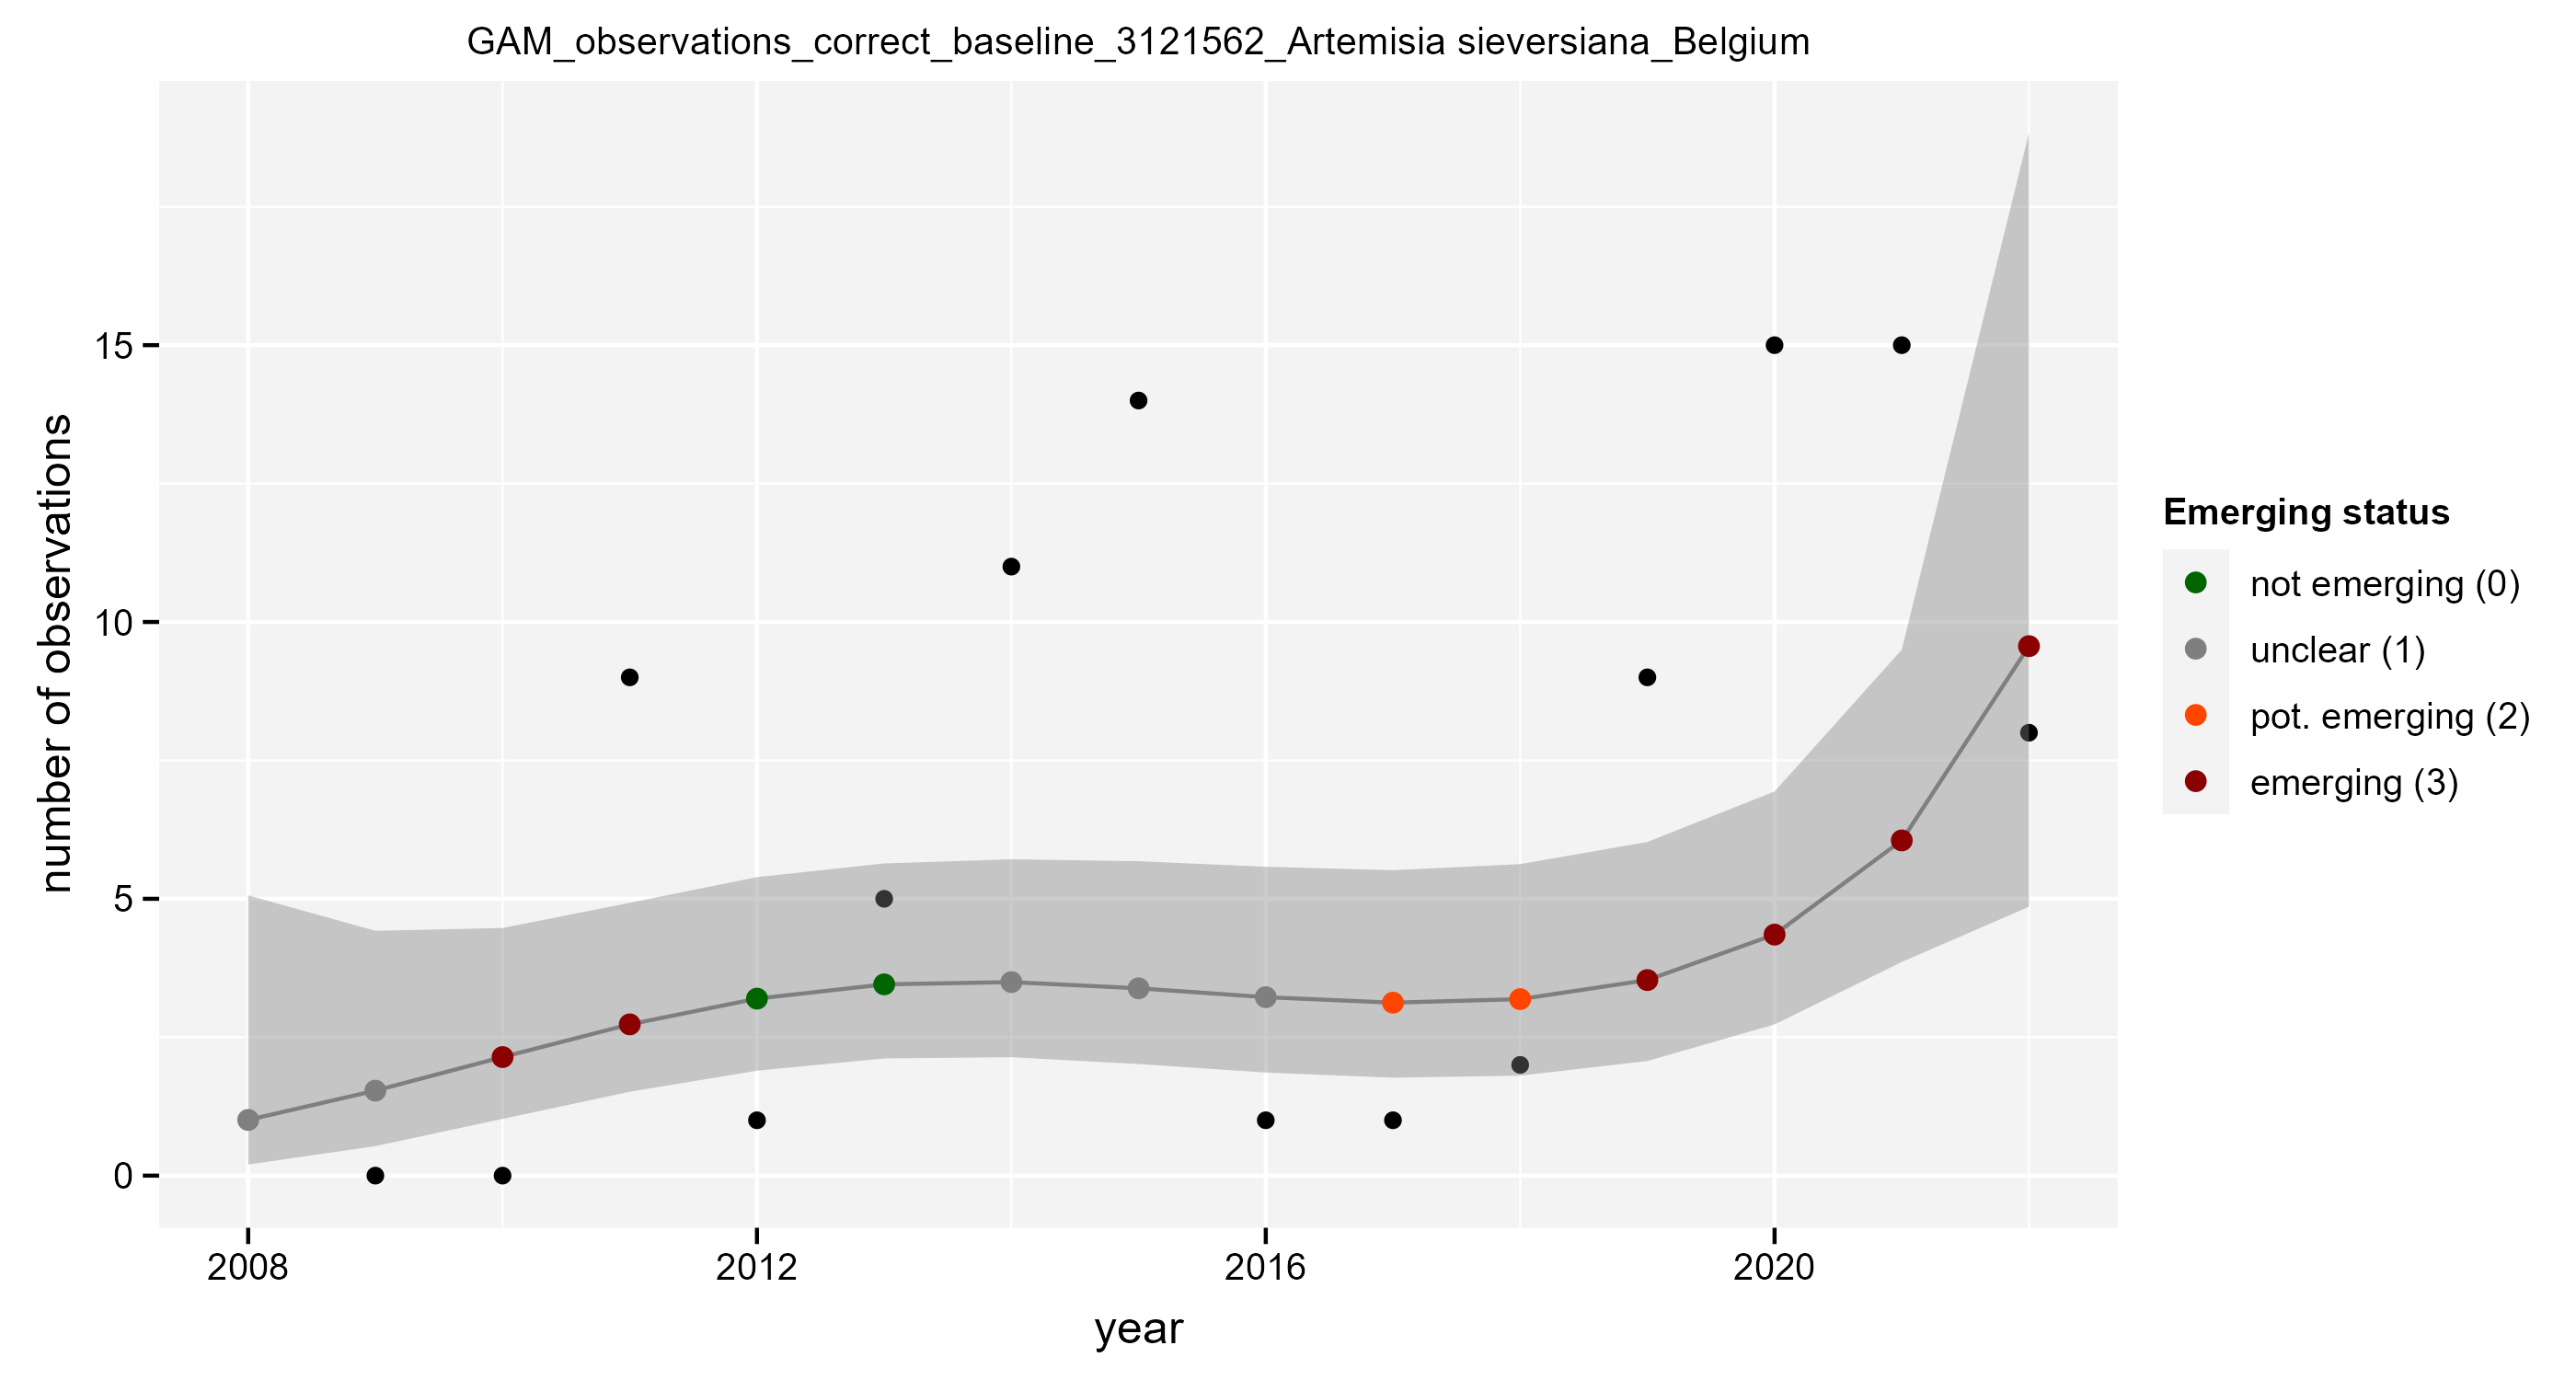 GAM_observations_correct_baseline_3121562_Artemisia sieversiana_Belgium
number of observations
15
10
5
0
2008 2012 2016 2020
year
Emerging status
not emerging (0)
unclear (1)
pot. emerging (2)
emerging (3)